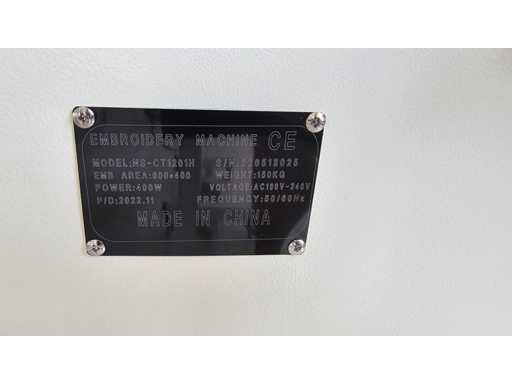 EMBROIDERY MACHINE CE
MODEL:HS-CT1201H S/N:220518025
EMB AREA:600*400 WEIGHT:150KG
POWER:400W VOLTAGE:AC100V-240V
P/D:2022.11 FREQUENCY:50/60Hz
MADE IN CHINA